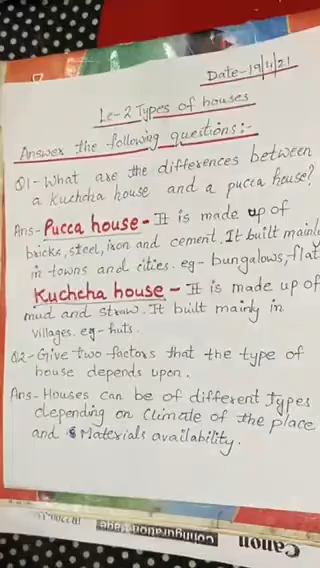 Date-19/4/21
Lc-2 Types of houses
Answer the following questions:-
Q1-What are the differences between
a kuchcha house and a pucca house?
Ans-Pucca house-It is made up of
bricks, steel, iron and cement. It built mainl
in towns and cities. eg- bungalows, flat
Kuchcha house - It is made up of
mud and straw. It built mainly in
villages. eg-huts.
Q2-Give two factors that the type of
house depends upon.
Ans-Houses can be of different types
depending on Climate of the place
and Materials availability.
configuration page
Canon